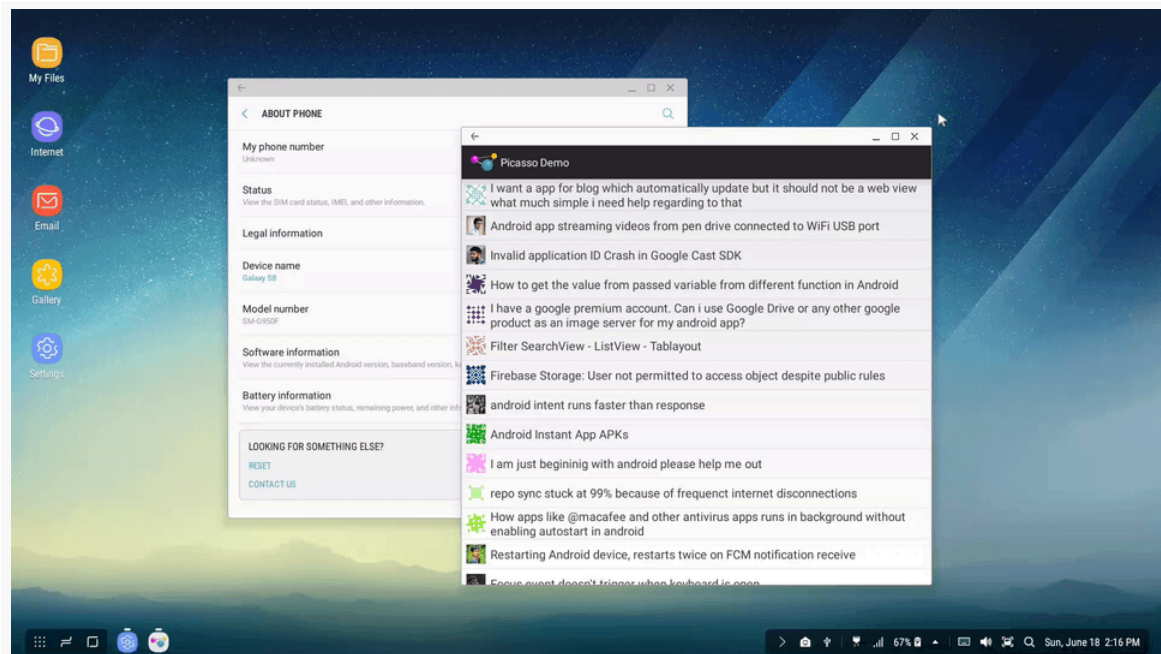 My Files
Internet
Email
Gallery
Settings
ABOUT PHONE
My phone number
Unknown
Status
View the SIM card status, IMEI, and other information.
Legal information
Device name
Galaxy S8
Model number
SM-G950F
Software information
View the currently installed Android version, baseband version,
Battery information
View your device's battery status, remaining power, and other
LOOKING FOR SOMETHING ELSE?
RESET
CONTACT US
Picasso Demo
I want a app for blog which automatically update but it should not be a web view
what much simple i need help regarding to that
Android app streaming videos from pen drive connected to WiFi USB port
Invalid application ID Crash in Google Cast SDK
How to get the value from passed variable from different function in Android
I have a google premium account. Can i use Google Drive or any other google
product as an image server for my android app?
Filter SearchView - ListView - Tablayout
Firebase Storage: User not permitted to access object despite public rules
android intent runs faster than response
Android Instant App APKs
I am just begininig with android please help me out
repo sync stuck at 99% because of frequenct internet disconnections
How apps like @macafee and other antivirus apps runs in background without
enabling autostart in android
Restarting Android device, restarts twice on FCM notification receive
Focus event doesn't trigger when keyboard is open
67%
Sun, June 18 2:16 PM